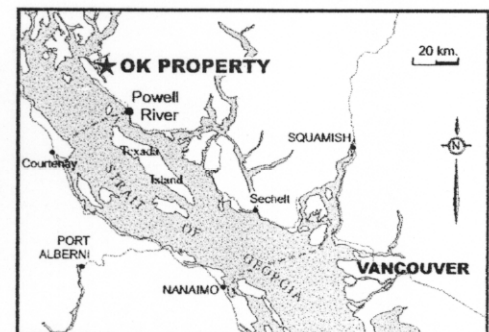 20 km.
OK PROPERTY
Powell
River
SQUAMISH
N
Courtenay
Texada
Island
Sechelt
STRAIT OF GEORGIA
PORT
ALBERNI
VANCOUVER
NANAIMO